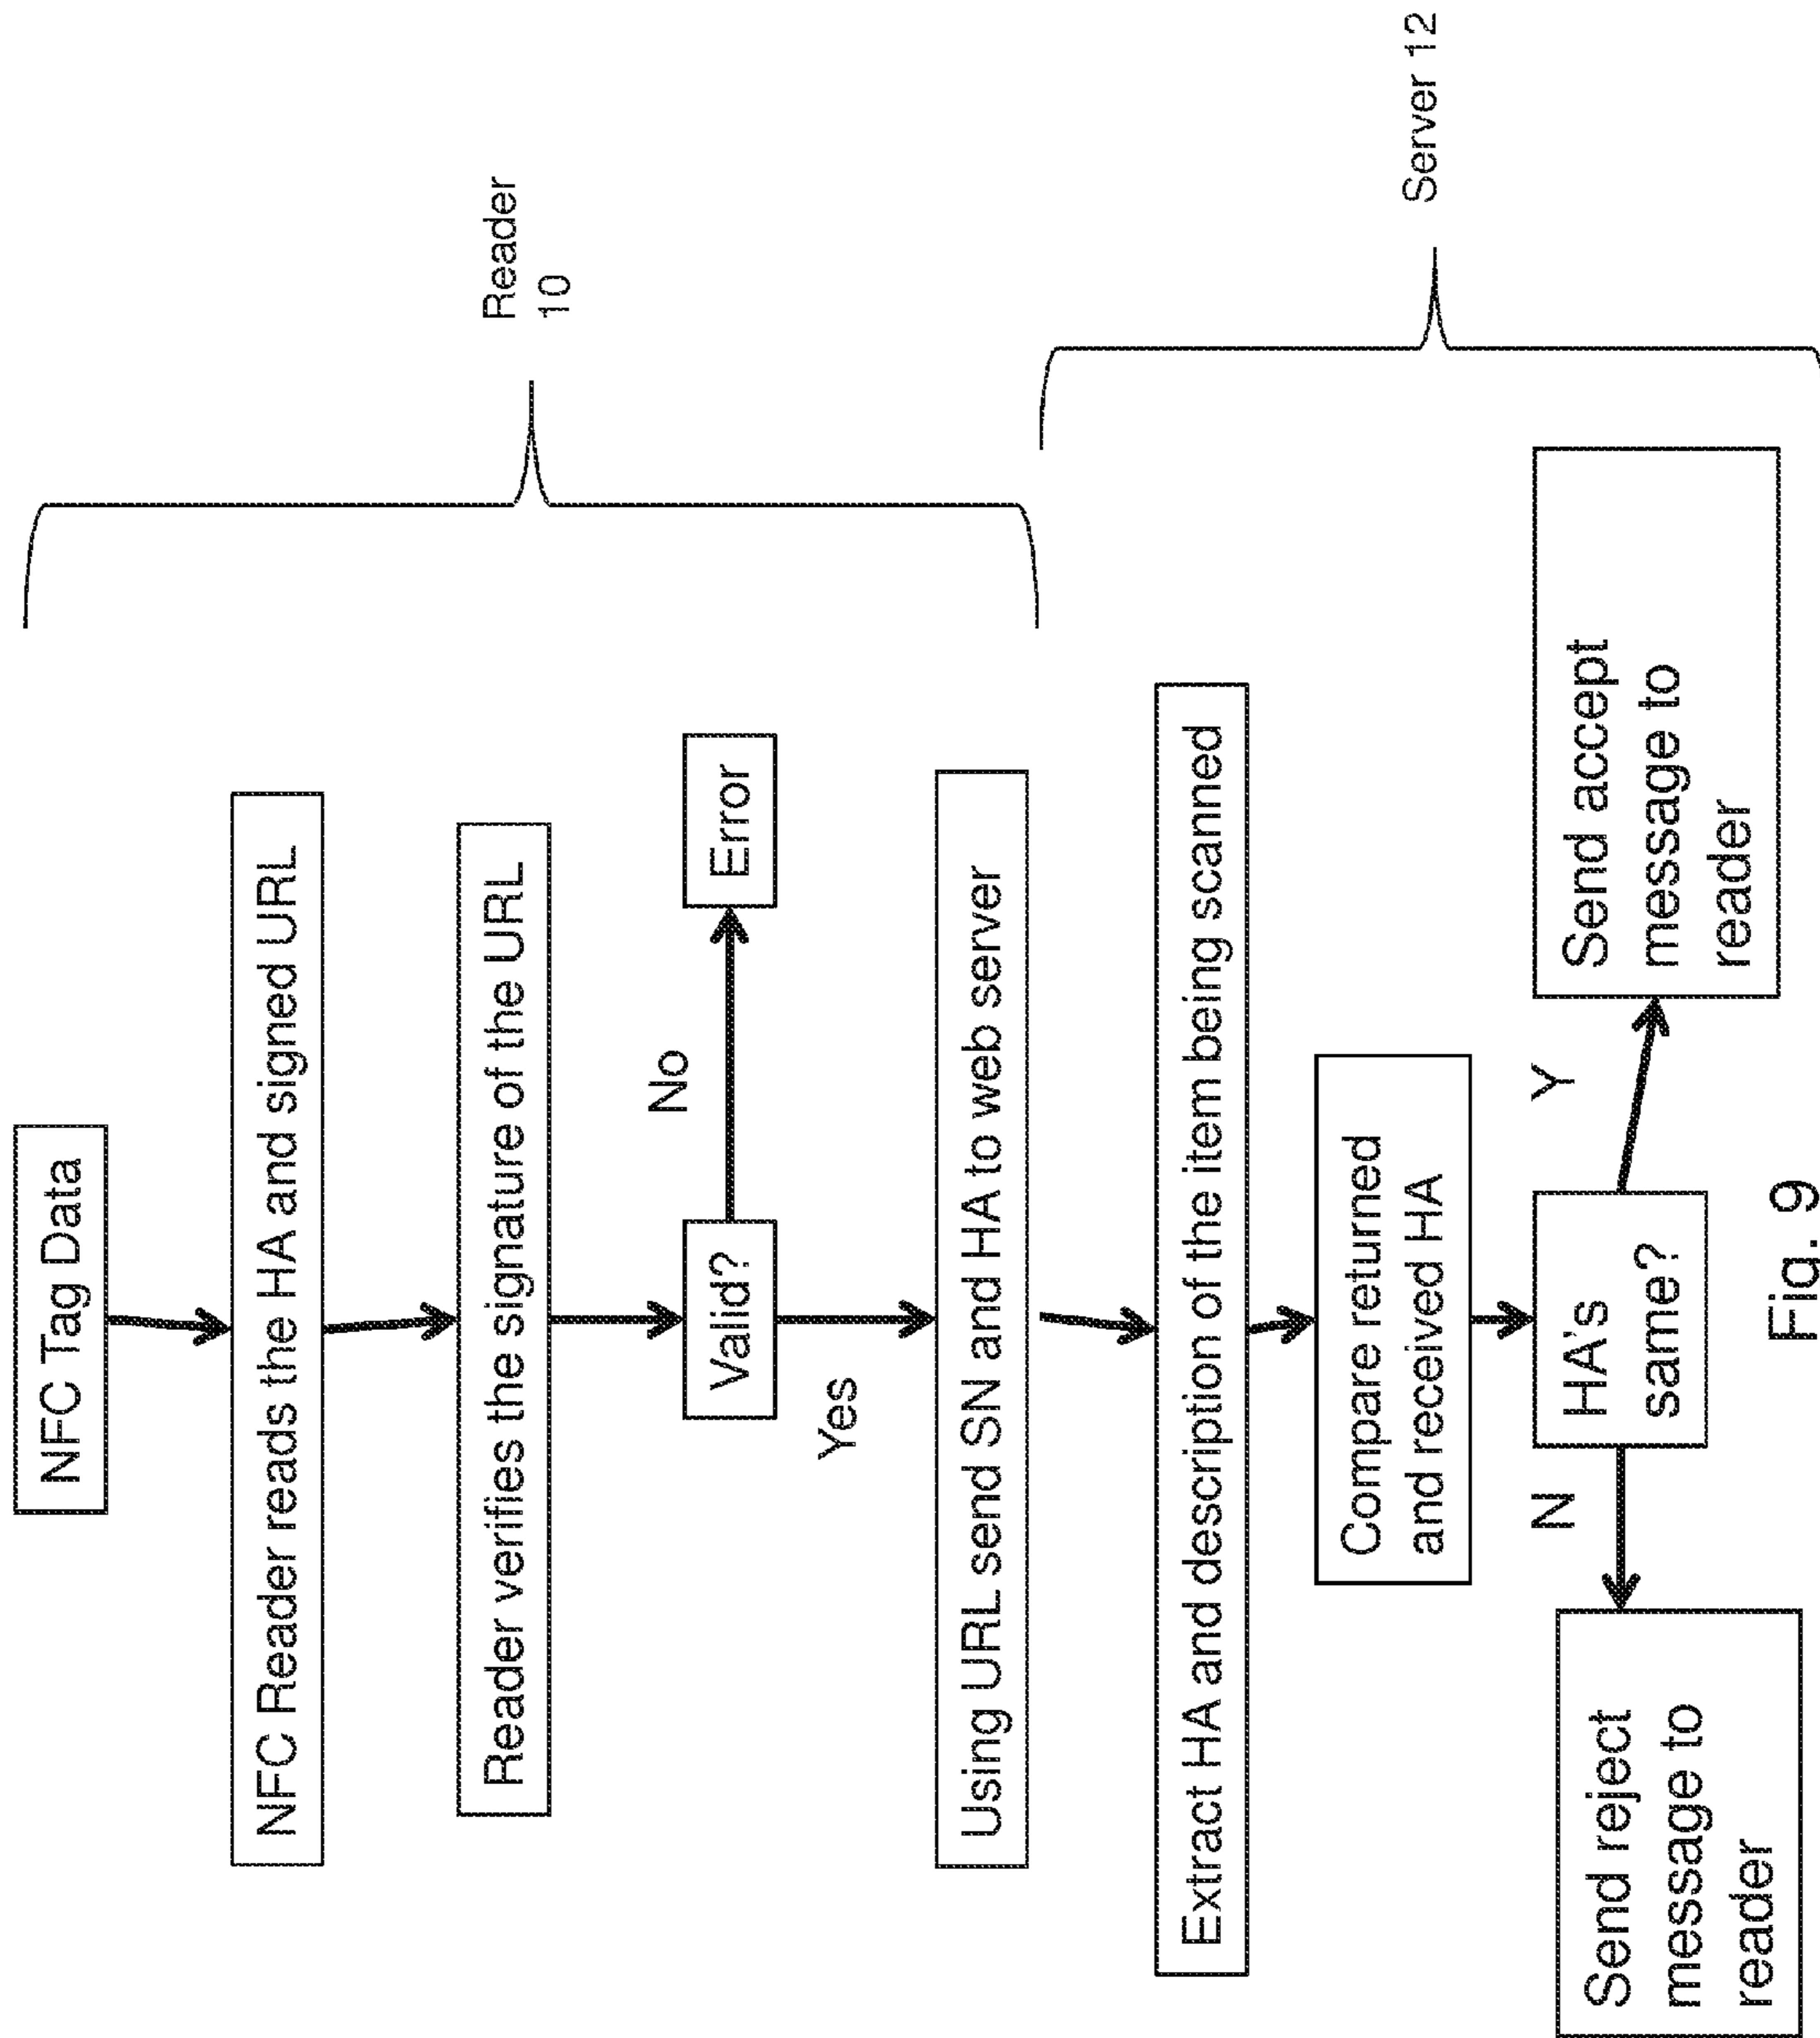 NFC Tag Data
NFC Reader reads the HA and signed URL
Reader verifies the signature of the URL
Valid?
No
Error
Yes
Using URL send SN and HA to web server
Reader
10
Extract HA and description of the item being scanned
Compare returned
and received HA
HA's
same?
N
Y
Send reject
message to
reader
Send accept
message to
reader
Server 12
Fig. 9